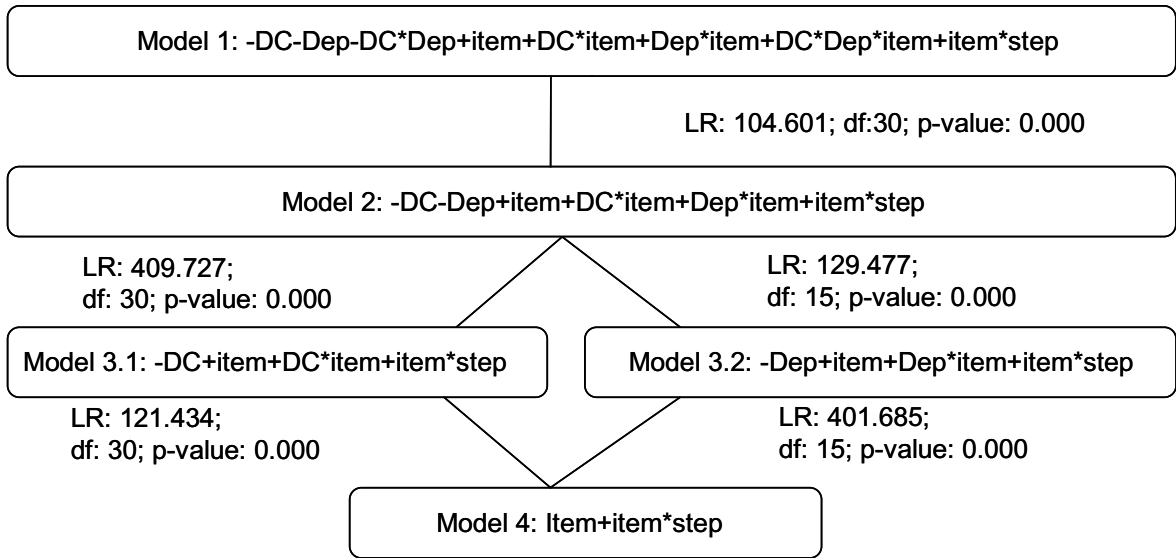 Model 1: -DC-Dep-DC*Dep+item+DC*item+Dep*item+DC*Dep*item+item*step
LR: 104.601; df:30; p-value: 0.000
Model 2: -DC-Dep+item+DC*item+Dep*item+item*step
LR: 409.727;
df: 30; p-value: 0.000
LR: 129.477;
df: 15; p-value: 0.000
Model 3.1: -DC+item+DC*item+item*step
Model 3.2: -Dep+item+Dep*item+item*step
LR: 121.434;
df: 30; p-value: 0.000
LR: 401.685;
df: 15; p-value: 0.000
Model 4: Item+item*step